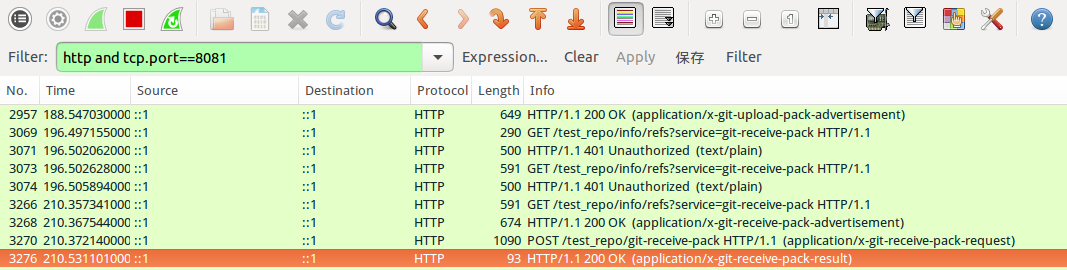 Filter: http and tcp.port==8081 Expression... Clear Apply 保存 Filter
No. Time Source Destination Protocol Length Info
2957 188.547030000 ::1 ::1 HTTP 649 HTTP/1.1 200 OK (application/x-git-upload-pack-advertisement)
3069 196.497155000 ::1 ::1 HTTP 290 GET /test_repo/info/refs?service=git-receive-pack HTTP/1.1
3071 196.502062000 ::1 ::1 HTTP 500 HTTP/1.1 401 Unauthorized (text/plain)
3073 196.502628000 ::1 ::1 HTTP 591 GET /test_repo/info/refs?service=git-receive-pack HTTP/1.1
3074 196.505894000 ::1 ::1 HTTP 500 HTTP/1.1 401 Unauthorized (text/plain)
3266 210.357341000 ::1 ::1 HTTP 591 GET /test_repo/info/refs?service=git-receive-pack HTTP/1.1
3268 210.367544000 ::1 ::1 HTTP 674 HTTP/1.1 200 OK (application/x-git-receive-pack-advertisement)
3270 210.372140000 ::1 ::1 HTTP 1090 POST /test_repo/git-receive-pack HTTP/1.1 (application/x-git-receive-pack-request)
3276 210.531101000 ::1 ::1 HTTP 93 HTTP/1.1 200 OK (application/x-git-receive-pack-result)